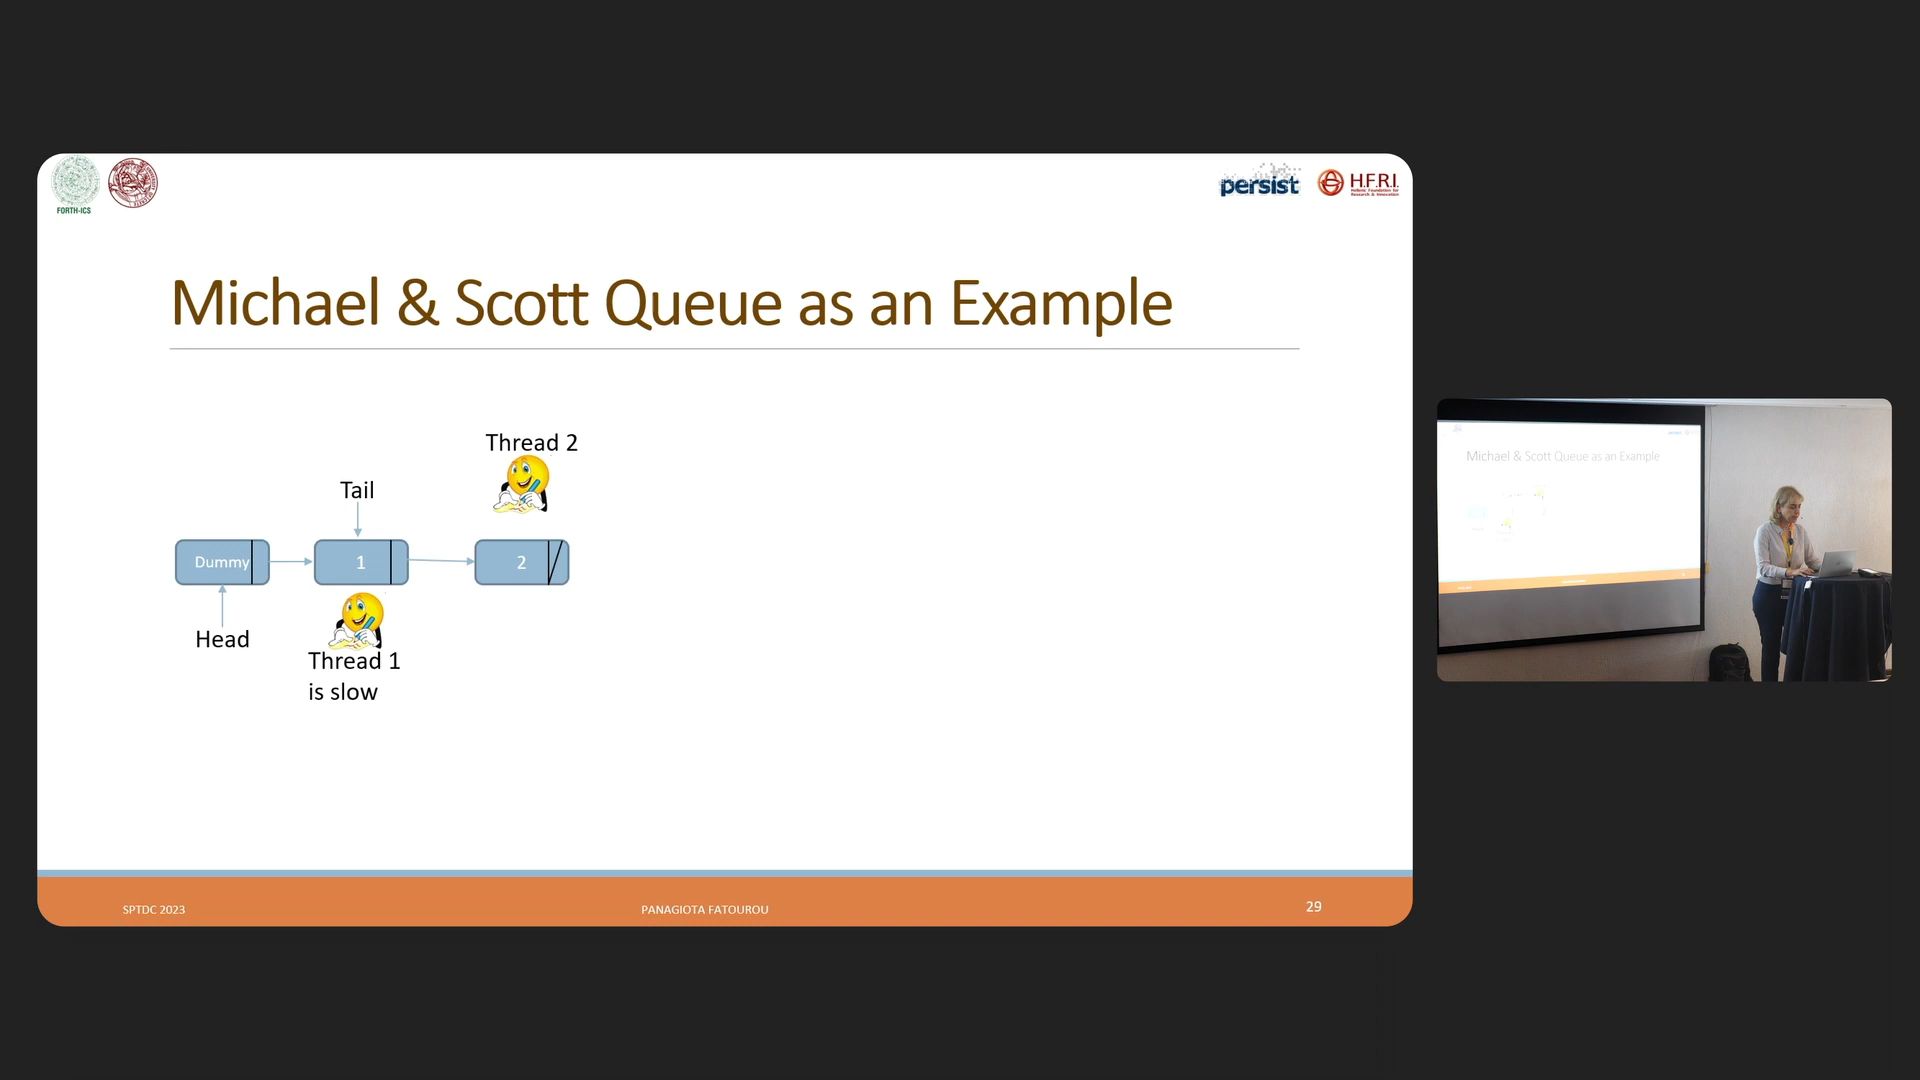 FORTH-ICS
persist
H.F.R.I.
Hellenic Foundation for
Research & Innovation
Michael & Scott Queue as an Example
Thread 2
Tail
Dummy
1
2
Head
Thread 1
is slow
SPTDC 2023
PANAGIOTA FATOUROU
29
Michael & Scott Queue as an Example